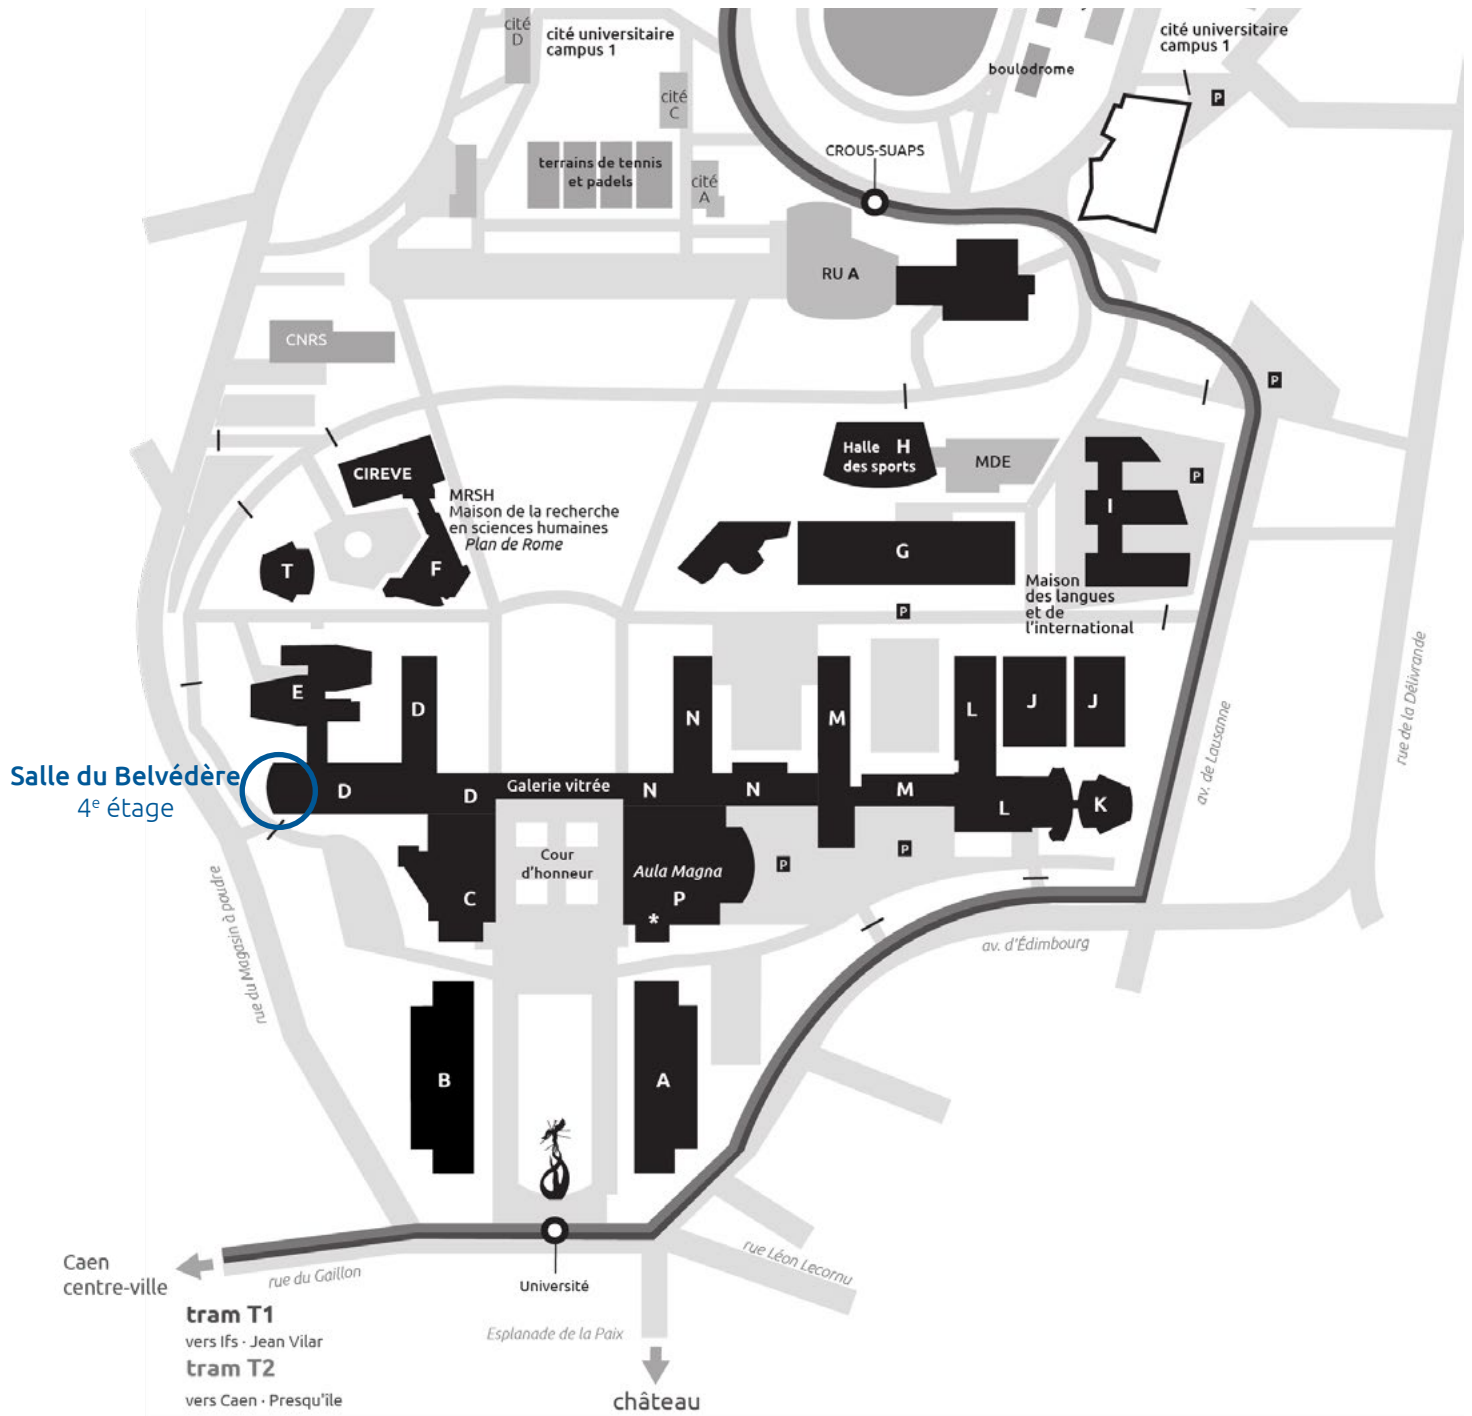 cité
D
cité universitaire
campus 1
cité universitaire
campus 1
boulodrome
P
cité
C
CROUS-SUAPS
terrains de tennis
et padels
cité
A
RU A
CNRS
P
Halle H
des sports
MDE
CIREVE
P
MRSH
Maison de la recherche
en sciences humaines
Plan de Rome
I
G
T
F
Maison
des langues
et de
l'international
P
E
D
N
M
L
J
J
rue de la Délivrande
av. de Lausanne
Salle du Belvédère
4e étage
D
D
Galerie vitrée
N
N
M
L
K
Cour
d'honneur
Aula Magna
P
P
P
C
*
rue du Magasin à poudre
av. d'Édimbourg
B
A
Caen
centre-ville
rue du Gaillon
Université
rue Léon Lecornu
tram T1
vers Ifs · Jean Vilar
Esplanade de la Paix
tram T2
vers Caen · Presqu'île
château